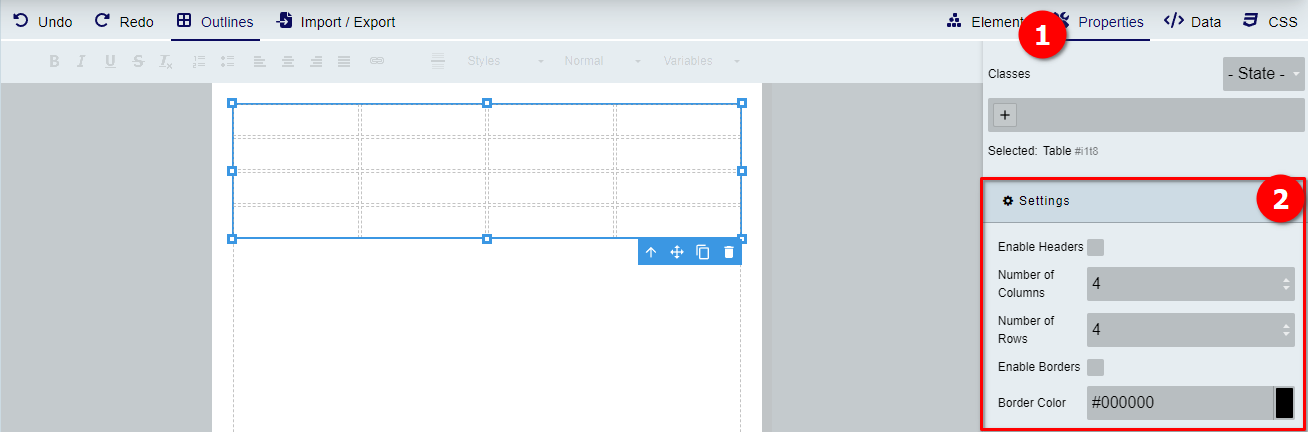 Undo Redo Outlines Import / Export Element 1 Properties Data CSS
B I U S Tx Styles Normal Variables
Classes - State -
+
Selected: Table #i1t8
Settings 2
Enable Headers
Number of Columns 4
Number of Rows 4
Enable Borders
Border Color #000000